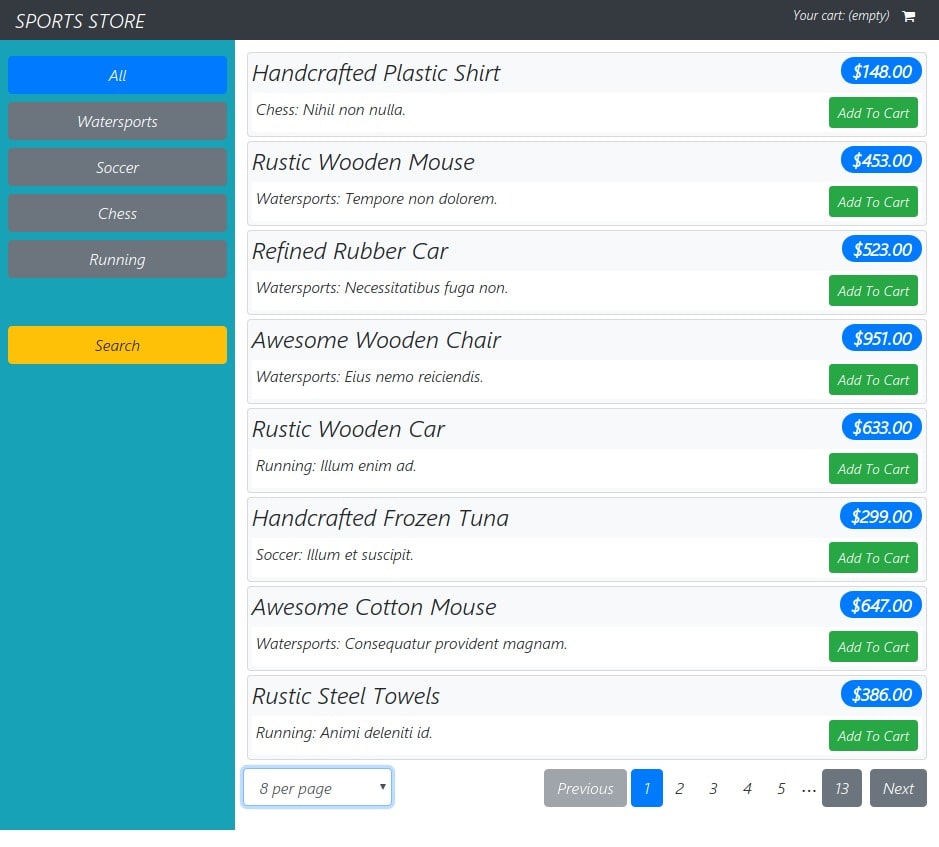 SPORTS STORE
Your cart: (empty)
All
Watersports
Soccer
Chess
Running
Search
Handcrafted Plastic Shirt $148.00
Chess: Nihil non nulla. Add To Cart
Rustic Wooden Mouse $453.00
Watersports: Tempore non dolorem. Add To Cart
Refined Rubber Car $523.00
Watersports: Necessitatibus fuga non. Add To Cart
Awesome Wooden Chair $951.00
Watersports: Eius nemo reiciendis. Add To Cart
Rustic Wooden Car $633.00
Running: Illum enim ad. Add To Cart
Handcrafted Frozen Tuna $299.00
Soccer: Illum et suscipit. Add To Cart
Awesome Cotton Mouse $647.00
Watersports: Consequatur provident magnam. Add To Cart
Rustic Steel Towels $386.00
Running: Animi deleniti id. Add To Cart
8 per page Previous 1 2 3 4 5 ... 13 Next